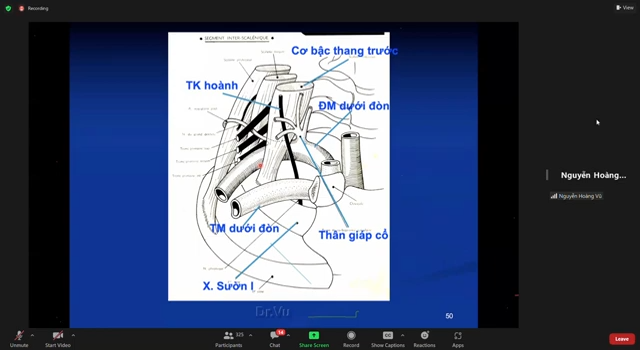 Recording
View
SEGMENT INTER-SCALÉNIQUE
Cơ bậc thang trước
TK hoành
ĐM dưới đòn
TM dưới đòn
Thân giáp cổ
X. Sườn I
Dr.Vu
50
Nguyễn Hoàng...
Nguyễn Hoàng Vũ
Unmute
Start Video
Participants
323
Chat
14
Share Screen
Record
Show Captions
Reactions
Apps
Leave